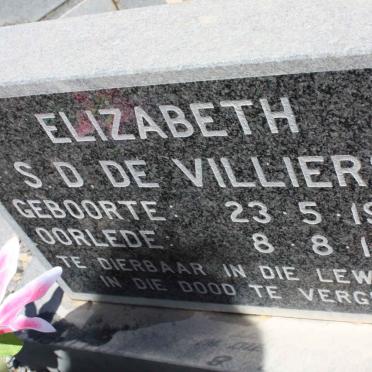 ELIZABETH
S. D. DE VILLIERS
GEBOORTE: 23·5·19
OORLEDE: 8·8·1
TE DIERBAAR IN DIE LEW
IN DIE DOOD TE VERG